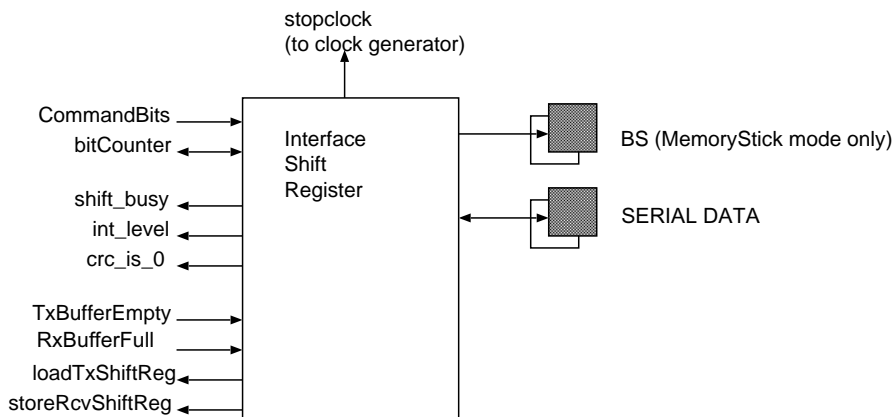 stopclock
(to clock generator)
CommandBits
bitCounter
shift_busy
int_level
crc_is_0
TxBufferEmpty
RxBufferFull
loadTxShiftReg
storeRcvShiftReg
Interface
Shift
Register
BS (MemoryStick mode only)
SERIAL DATA